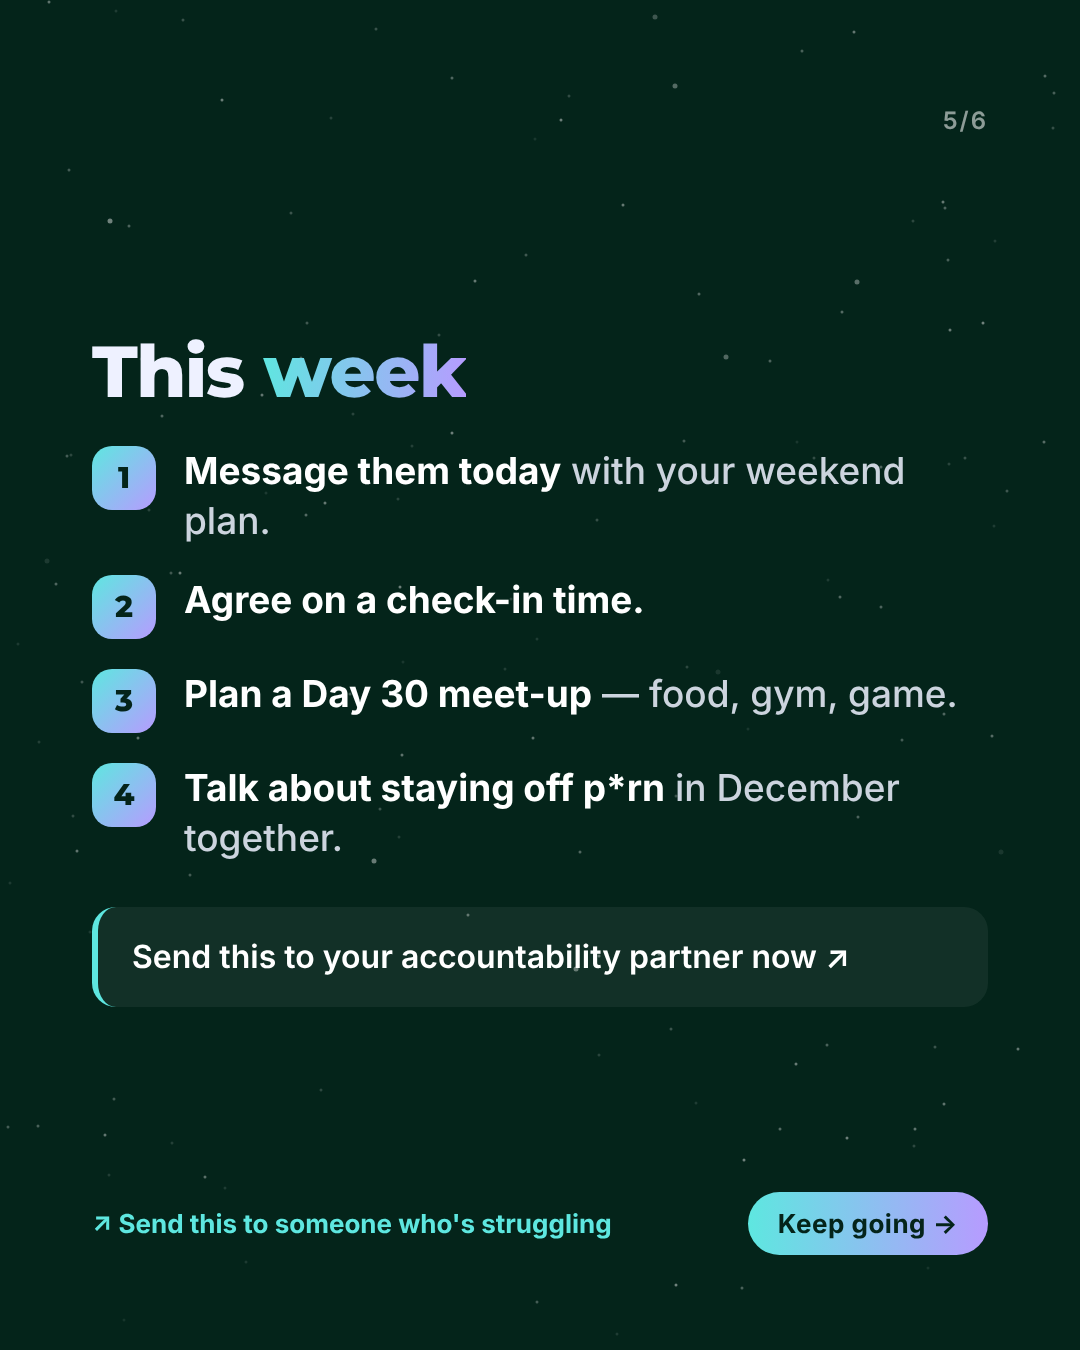 5/6
This week
1 Message them today with your weekend
plan.
2 Agree on a check-in time.
3 Plan a Day 30 meet-up — food, gym, game.
4 Talk about staying off p*rn in December
together.
Send this to your accountability partner now ↗
↗ Send this to someone who's struggling
Keep going →